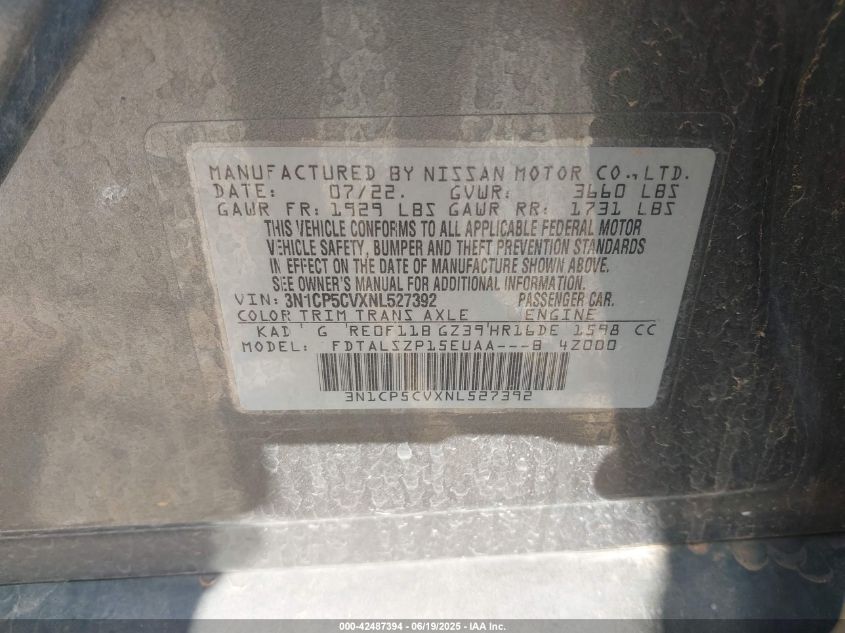 MANUFACTURED BY NISSAN MOTOR CO.,LTD.
DATE: 07/22. GVWR: 3660 LBS
GAWR FR: 1929 LBS GAWR RR: 1731 LBS
THIS VEHICLE CONFORMS TO ALL APPLICABLE FEDERAL MOTOR
VEHICLE SAFETY, BUMPER AND THEFT PREVENTION STANDARDS
IN EFFECT ON THE DATE OF MANUFACTURE SHOWN ABOVE.
SEE OWNER'S MANUAL FOR ADDITIONAL INFORMATION.
VIN: 3N1CP5CVXNL527392 PASSENGER CAR.
COLOR TRIM TRANS AXLE ENGINE
KAD G RE0F11B GZ39 HR16DE 1598 CC
MODEL: FDTALSZP15EUAA---B 4Z000
3N1CP5CVXNL527392
000-42487394 - 06/19/2025 - IAA Inc.